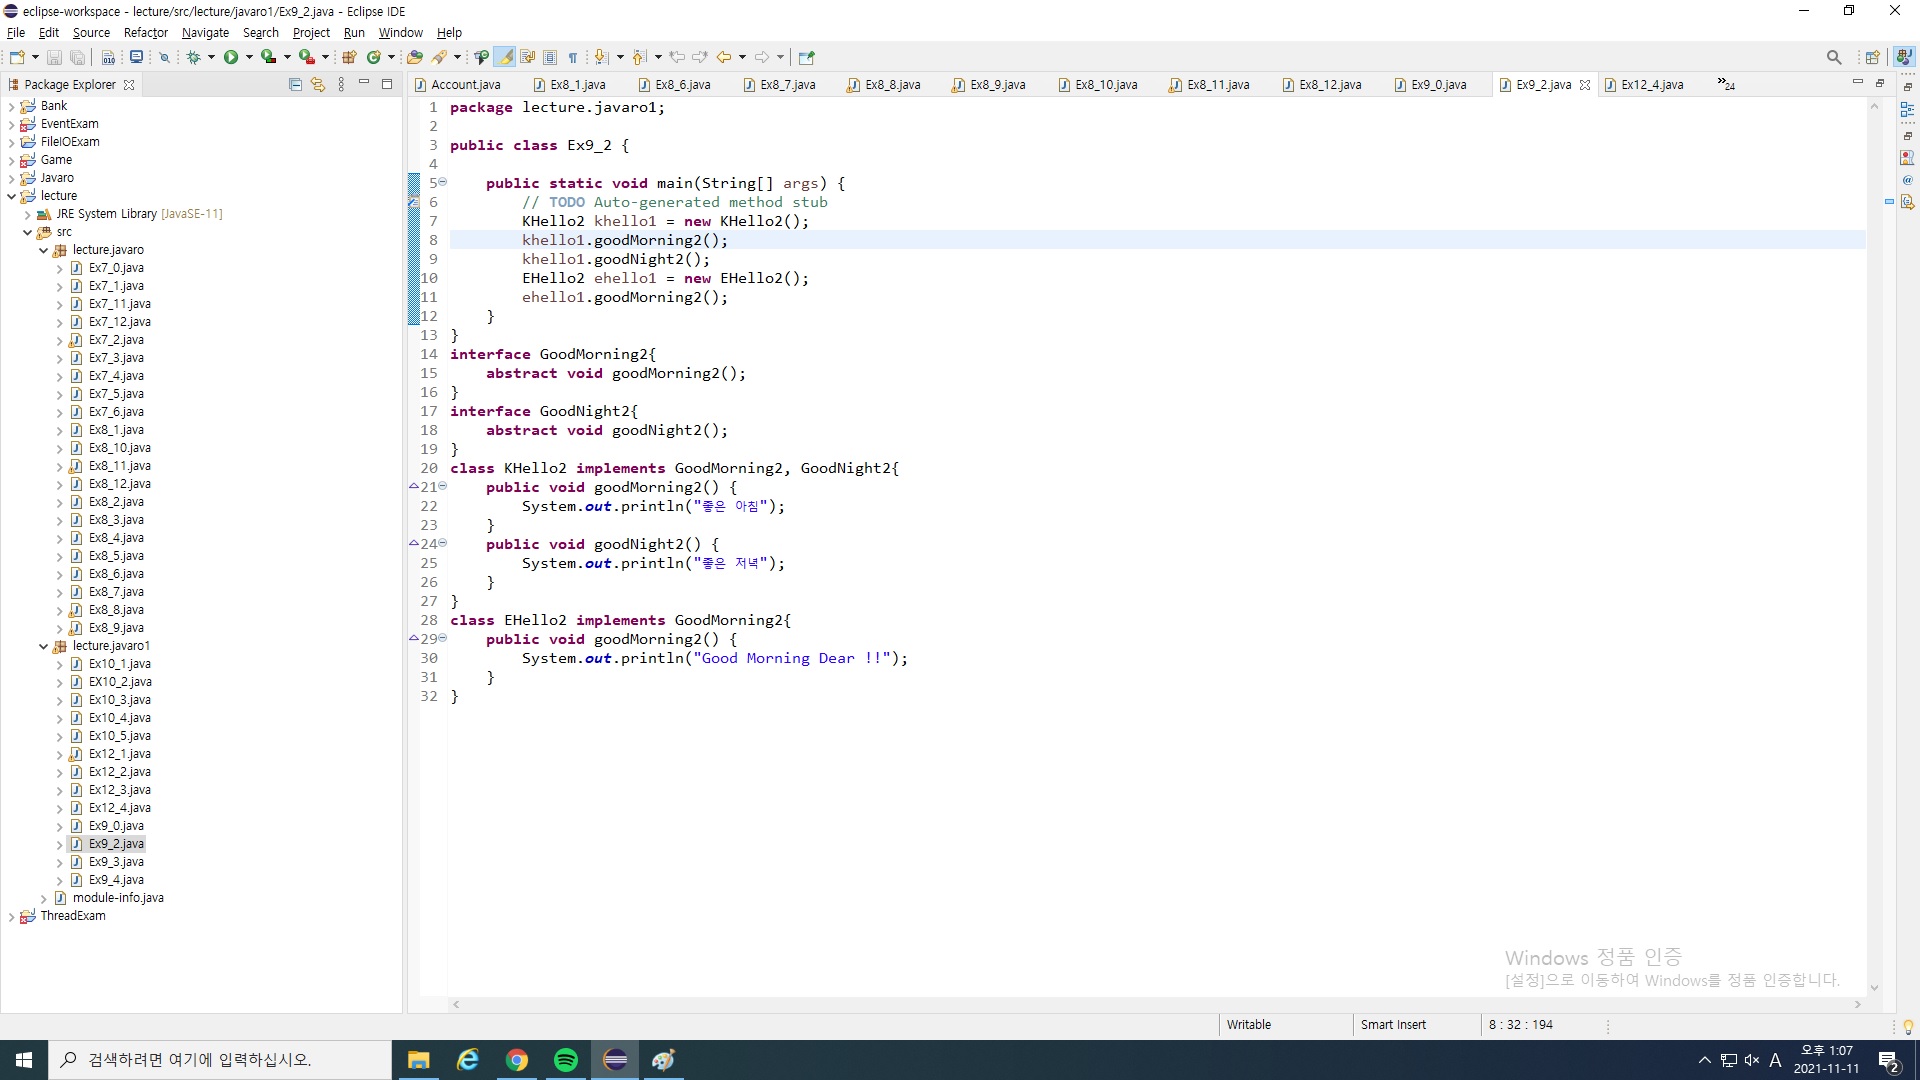 eclipse-workspace - lecture/src/lecture/javaro1/Ex9_2.java - Eclipse IDE
File Edit Source Refactor Navigate Search Project Run Window Help
Package Explorer
Bank
EventExam
FileIOExam
Game
Javaro
lecture
JRE System Library [JavaSE-11]
src
lecture.javaro
Ex7_0.java
Ex7_1.java
Ex7_11.java
Ex7_12.java
Ex7_2.java
Ex7_3.java
Ex7_4.java
Ex7_5.java
Ex7_6.java
Ex8_1.java
Ex8_10.java
Ex8_11.java
Ex8_12.java
Ex8_2.java
Ex8_3.java
Ex8_4.java
Ex8_5.java
Ex8_6.java
Ex8_7.java
Ex8_8.java
Ex8_9.java
lecture.javaro1
Ex10_1.java
EX10_2.java
Ex10_3.java
Ex10_4.java
Ex10_5.java
Ex12_1.java
Ex12_2.java
Ex12_3.java
Ex12_4.java
Ex9_0.java
Ex9_2.java
Ex9_3.java
Ex9_4.java
module-info.java
ThreadExam
Account.java Ex8_1.java Ex8_6.java Ex8_7.java Ex8_8.java Ex8_9.java Ex8_10.java Ex8_11.java Ex8_12.java Ex9_0.java Ex9_2.java Ex12_4.java »24
1 package lecture.javaro1;
2
3 public class Ex9_2 {
4
5 public static void main(String[] args) {
6 // TODO Auto-generated method stub
7 KHello2 khello1 = new KHello2();
8 khello1.goodMorning2();
9 khello1.goodNight2();
10 EHello2 ehello1 = new EHello2();
11 ehello1.goodMorning2();
12 }
13 }
14 interface GoodMorning2{
15 abstract void goodMorning2();
16 }
17 interface GoodNight2{
18 abstract void goodNight2();
19 }
20 class KHello2 implements GoodMorning2, GoodNight2{
21 public void goodMorning2() {
22 System.out.println("좋은 아침");
23 }
24 public void goodNight2() {
25 System.out.println("좋은 저녁");
26 }
27 }
28 class EHello2 implements GoodMorning2{
29 public void goodMorning2() {
30 System.out.println("Good Morning Dear !!");
31 }
32 }
Windows 정품 인증
[설정]으로 이동하여 Windows를 정품 인증합니다.
Writable Smart Insert 8 : 32 : 194
검색하려면 여기에 입력하십시오.
A
오후 1:07
2021-11-11
2